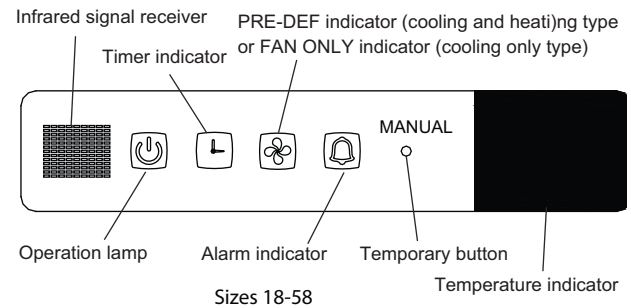 Infrared signal receiver
PRE-DEF indicator (cooling and heati)ng type
or FAN ONLY indicator (cooling only type)
Timer indicator
MANUAL
Operation lamp
Alarm indicator
Temporary button
Temperature indicator
Sizes 18-58